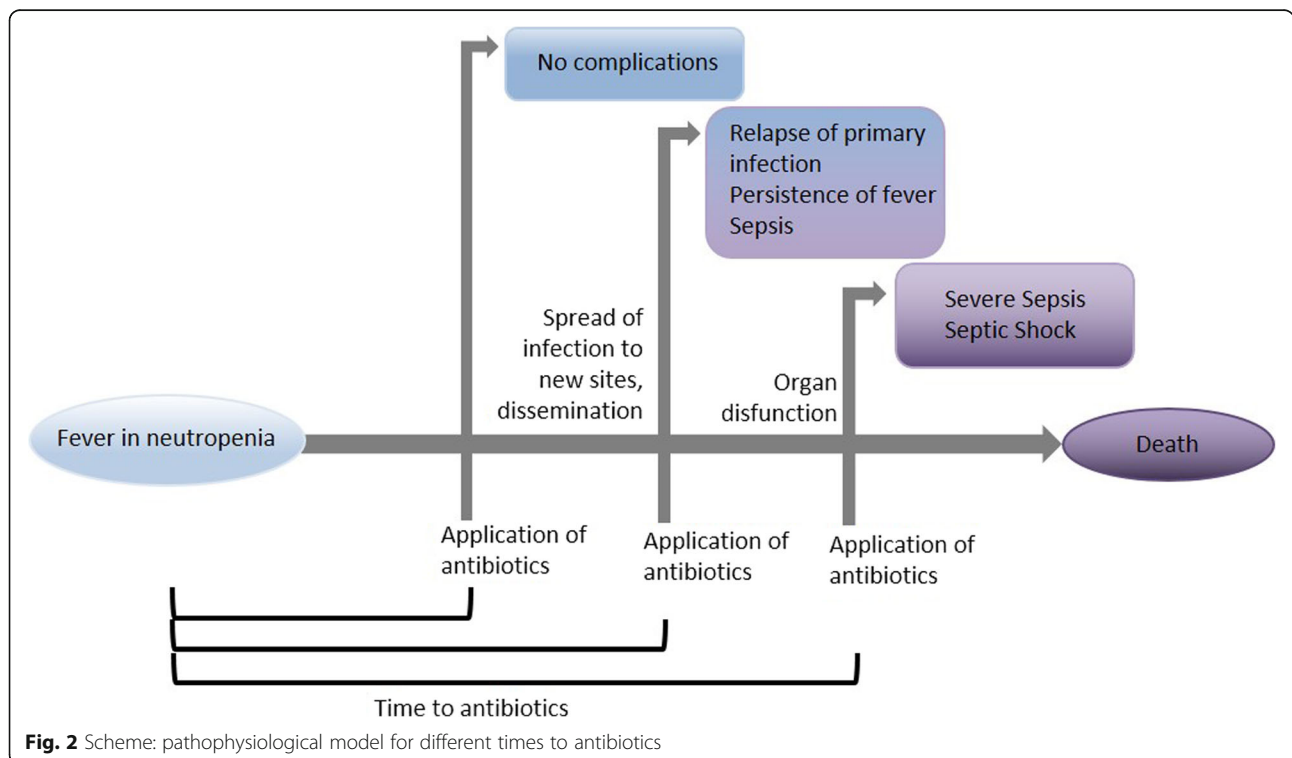 No complications
Relapse of primary
infection
Persistence of fever
Sepsis
Severe Sepsis
Septic Shock
Spread of
infection to
new sites,
dissemination
Organ
disfunction
Fever in neutropenia
Death
Application of
antibiotics
Application of
antibiotics
Application of
antibiotics
Time to antibiotics
Fig. 2 Scheme: pathophysiological model for different times to antibiotics